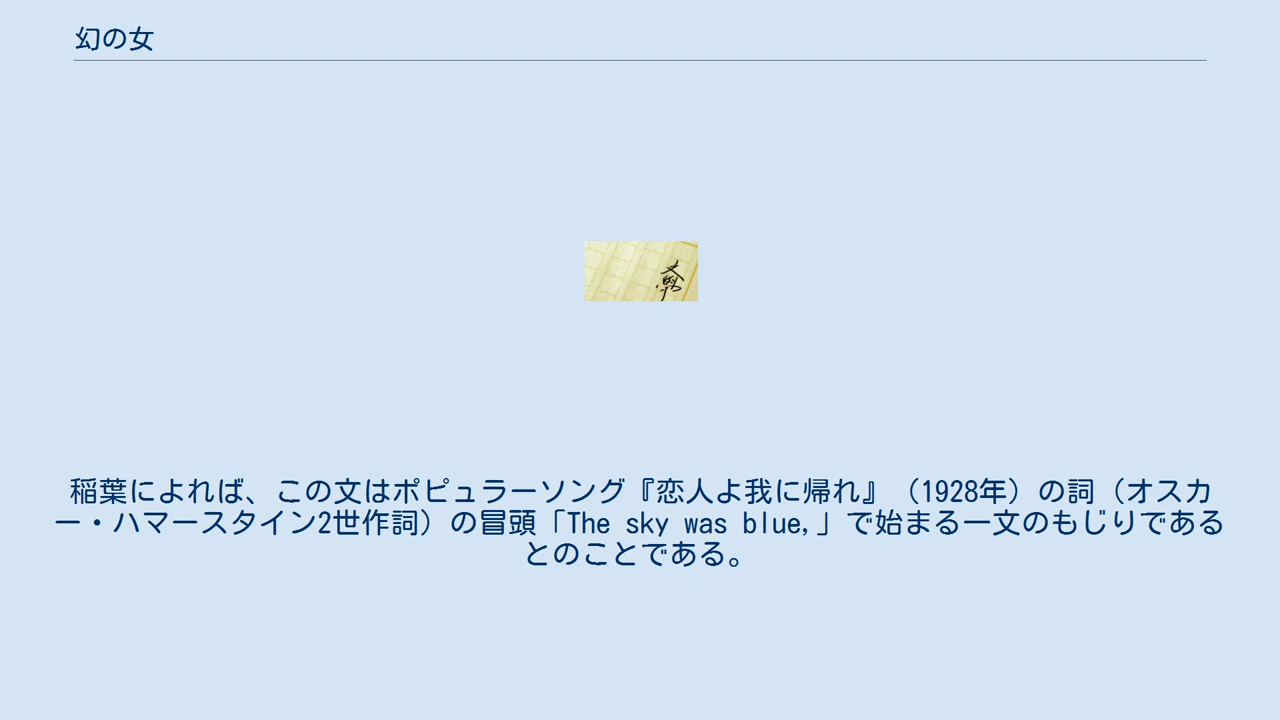 幻の女
稲葉によれば、この文はポピュラーソング『恋人よ我に帰れ』（1928年）の詞（オスカ
ー・ハマースタイン2世作詞）の冒頭「The sky was blue,」で始まる一文のもじりである
とのことである。